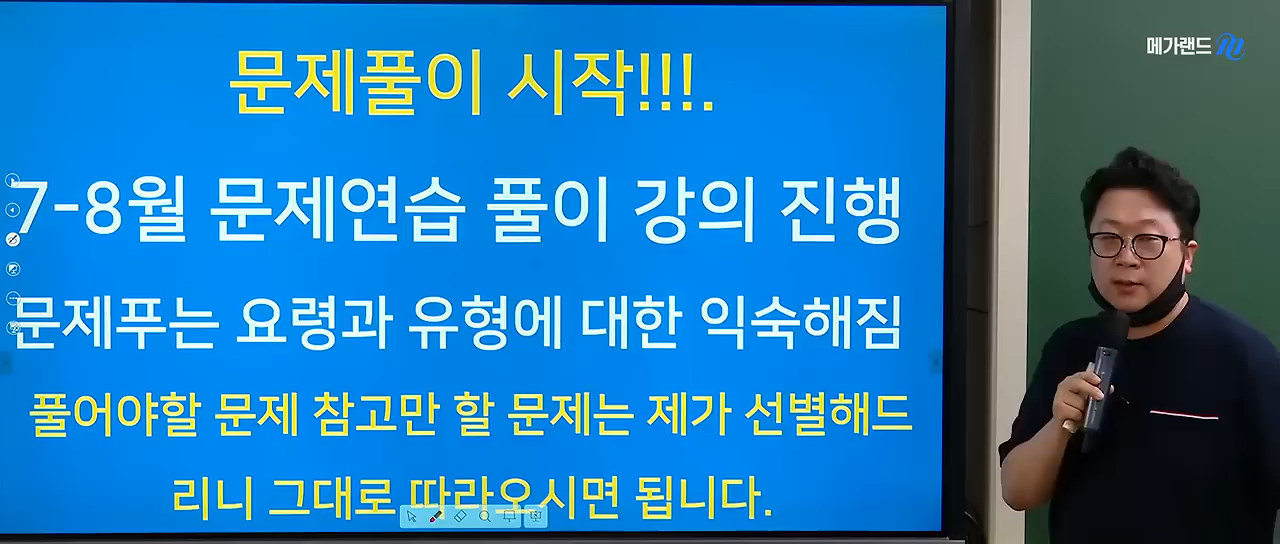 문제풀이 시작!!!.
메가랜드
7-8월 문제연습 풀이 강의 진행
문제푸는 요령과 유형에 대한 익숙해짐
풀어야할 문제 참고만 할 문제는 제가 선별해드
리니 그대로 따라오시면 됩니다.